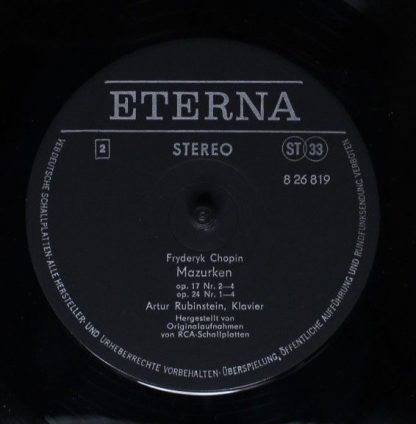 ETERNA
2
STEREO
ST 33
8 26 819
Fryderyk Chopin
Mazurken
op. 17 Nr. 2—4
op. 24 Nr. 1—4
Artur Rubinstein, Klavier
Hergestellt von
Originalaufnahmen
von RCA-Schallplatten
VEB DEUTSCHE SCHALLPLATTEN · ALLE HERSTELLER- UND URHEBERRECHTE VORBEHALTEN · ÜBERSPIELUNG, ÖFFENTLICHE AUFFÜHRUNG UND RUNDFUNKSENDUNG VERBOTEN